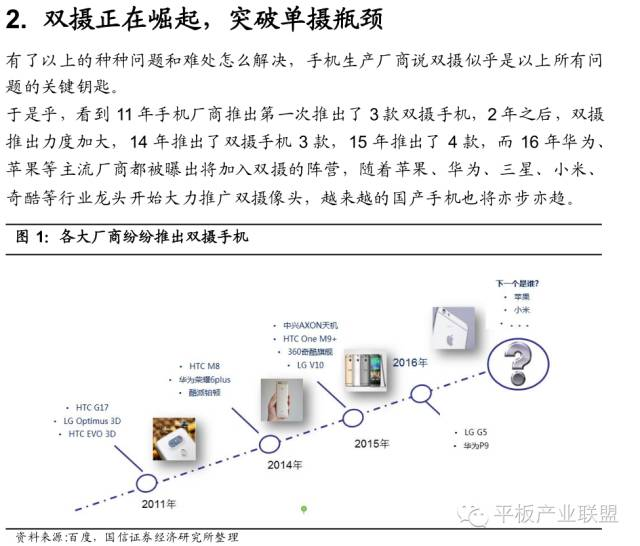 2. 双摄正在崛起，突破单摄瓶颈
有了以上的种种问题和难处怎么解决，手机生产厂商说双摄似乎是以上所有问
题的关键钥匙。
于是乎，看到 11 年手机厂商推出第一次推出了 3 款双摄手机，2 年之后，双摄
推出力度加大，14 年推出了双摄手机 3 款，15 年推出了 4 款，而 16 年华为、
苹果等主流厂商都被曝出将加入双摄的阵营，随着苹果、华为、三星、小米、
奇酷等行业龙头开始大力推广双摄像头，越来越的国产手机也将亦步亦趋。
图 1：各大厂商纷纷推出双摄手机
下一个是谁?
• 苹果
• 小米
• . . . .
• 中兴AXON天机
• HTC One M9+
• 360奇酷旗舰
• LG V10
2016年
• HTC M8
• 华为荣耀6plus
• 酷派铂顿
• HTC G17
• LG Optimus 3D
• HTC EVO 3D
• LG G5
• 华为P9
2015年
2014年
2011年
平板产业联盟
资料来源:百度，国信证券经济研究所整理